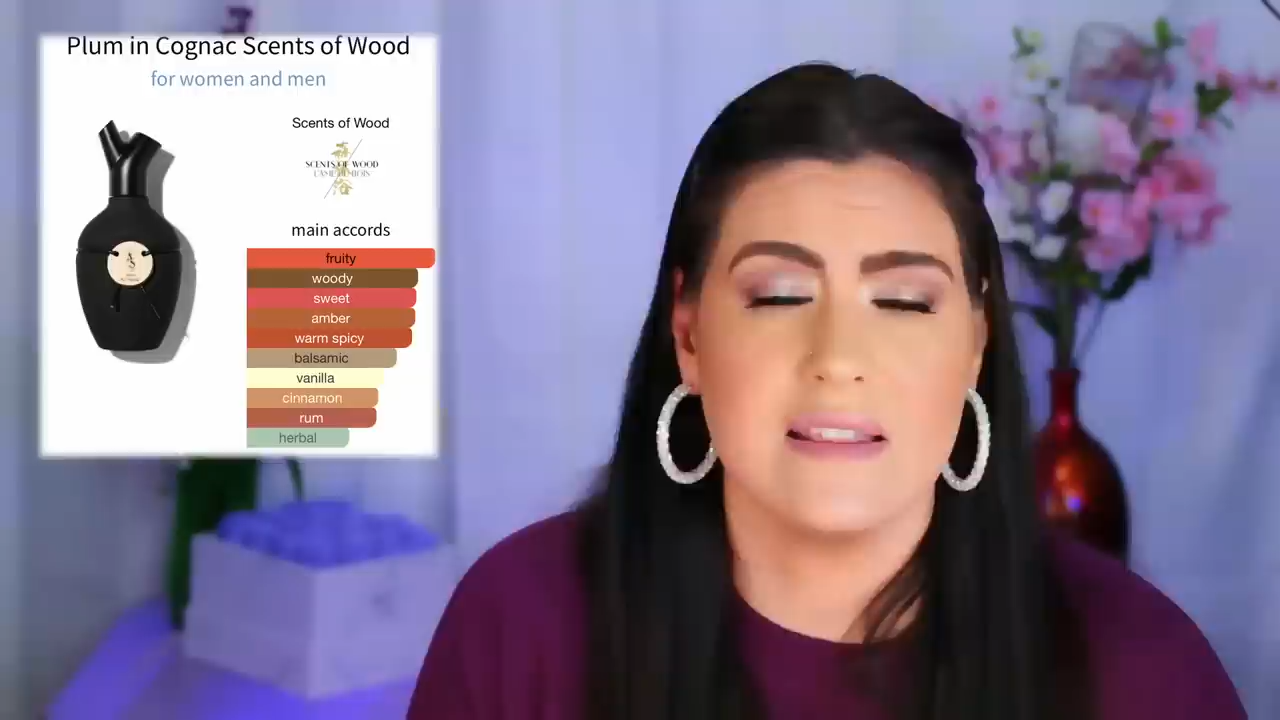 Plum in Cognac Scents of Wood
for women and men
Scents of Wood
SCENTS OF WOOD
main accords
fruity
woody
sweet
amber
warm spicy
balsamic
vanilla
cinnamon
rum
herbal